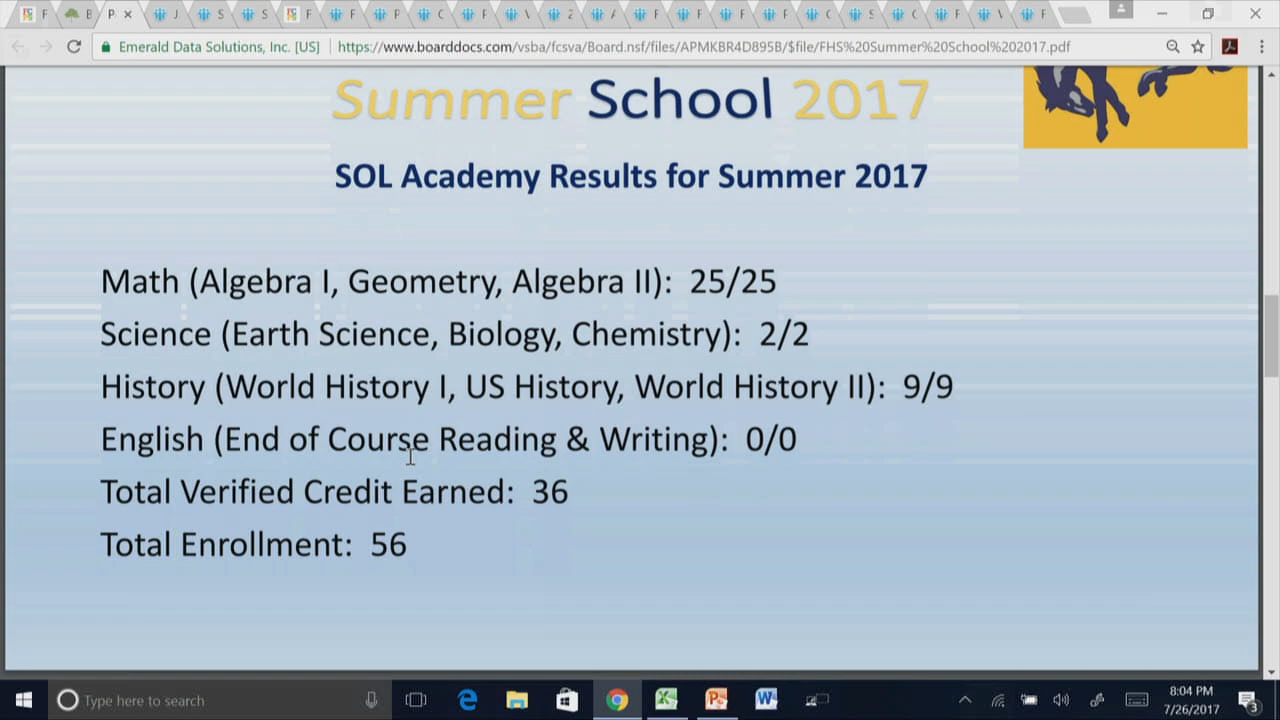 F
B
P
J
S
S
F
F
P
C
F
V
2
A
F
F
F
F
C
S
C
F
V
F
Emerald Data Solutions, Inc. [US]
https://www.boarddocs.com/vsba/fcsva/Board.nsf/files/APMKBR4D895B/$file/FHS%20Summer%20School%202017.pdf
Summer School 2017
SOL Academy Results for Summer 2017
Math (Algebra I, Geometry, Algebra II): 25/25
Science (Earth Science, Biology, Chemistry): 2/2
History (World History I, US History, World History II): 9/9
English (End of Course Reading & Writing): 0/0
Total Verified Credit Earned: 36
Total Enrollment: 56
Type here to search
8:04 PM
7/26/2017
3